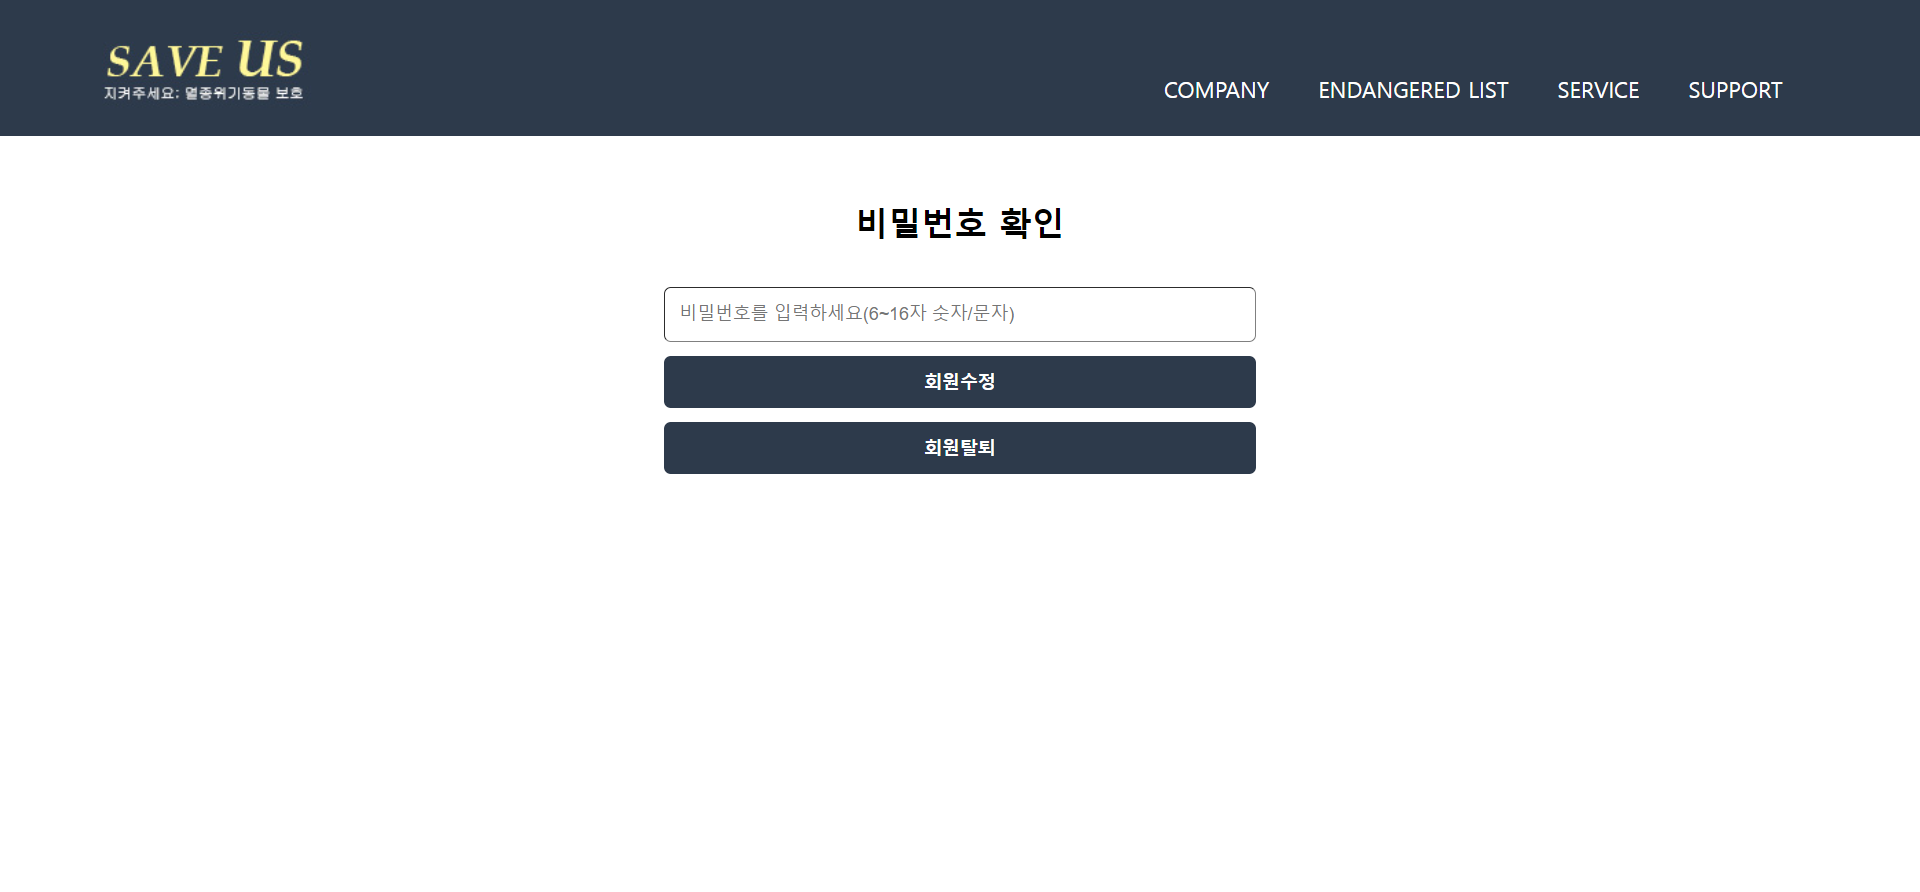 SAVE US
지켜주세요: 멸종위기동물 보호
COMPANY ENDANGERED LIST SERVICE SUPPORT
비밀번호 확인
비밀번호를 입력하세요(6~16자 숫자/문자)
회원수정
회원탈퇴